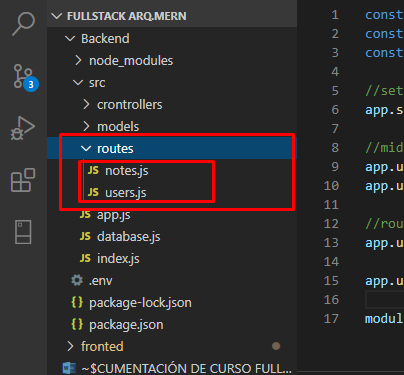 FULLSTACK ARQ.MERN
Backend
node_modules
src
crontrollers
models
routes
JS notes.js
JS users.js
JS app.js
JS database.js
JS index.js
.env
{} package-lock.json
{} package.json
fronted
~$CUMENTACIÓN DE CURSO FULL...
3
1 const
2 const
3 const
4
5 //set
6 app.s
7
8 //mid
9 app.u
10 app.u
11
12 //rou
13 app.u
14
15 app.u
16
17 modul